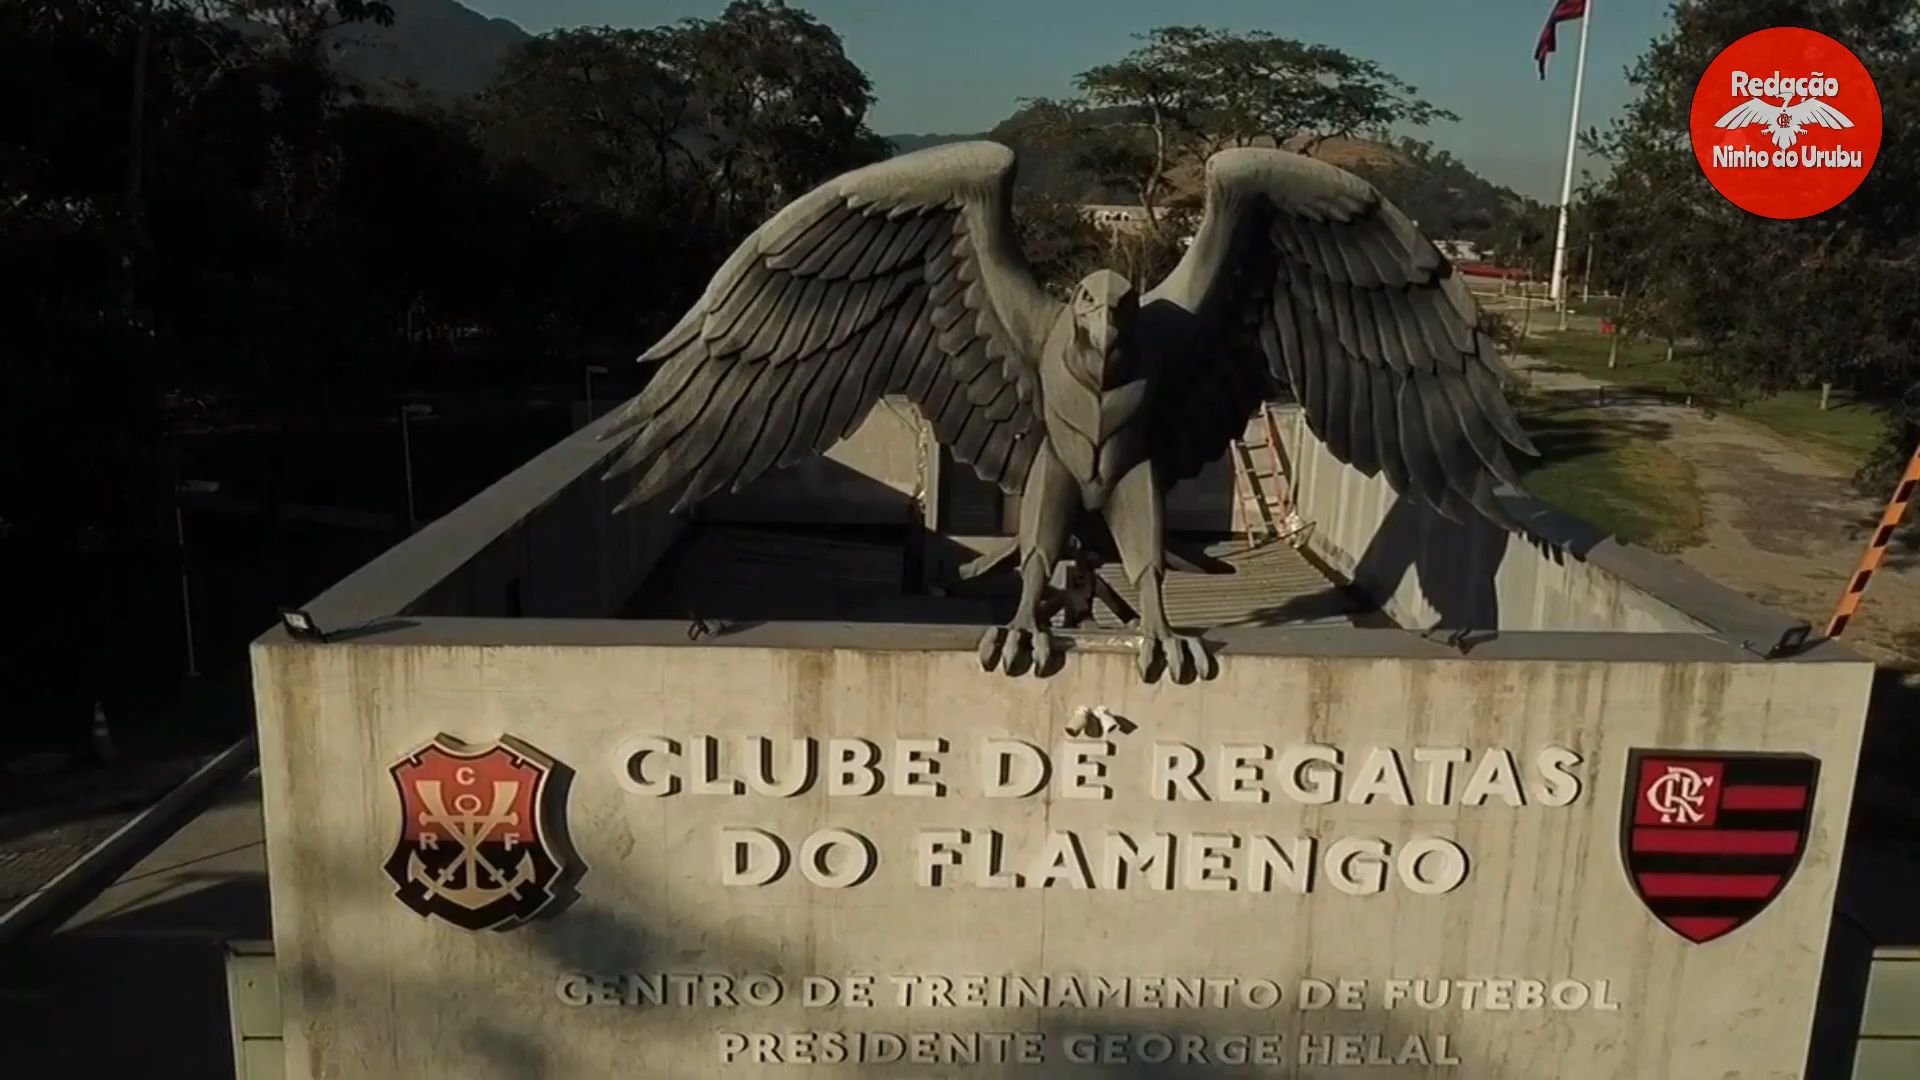 Redação
Ninho do Urubu
CLUBE DE REGATAS
DO FLAMENGO
C
R F
CRF
CENTRO DE TREINAMENTO DE FUTEBOL
PRESIDENTE GEORGE HELAL